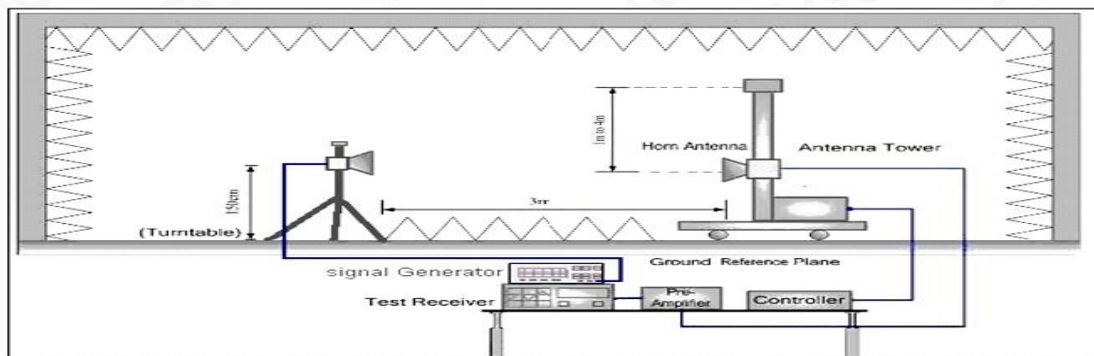 1m to 4m
Horn Antenna
Antenna Tower
150cm
3m
(Turntable)
Ground Reference Plane
signal Generator
Test Receiver
Pre-
Amplifier
Controller